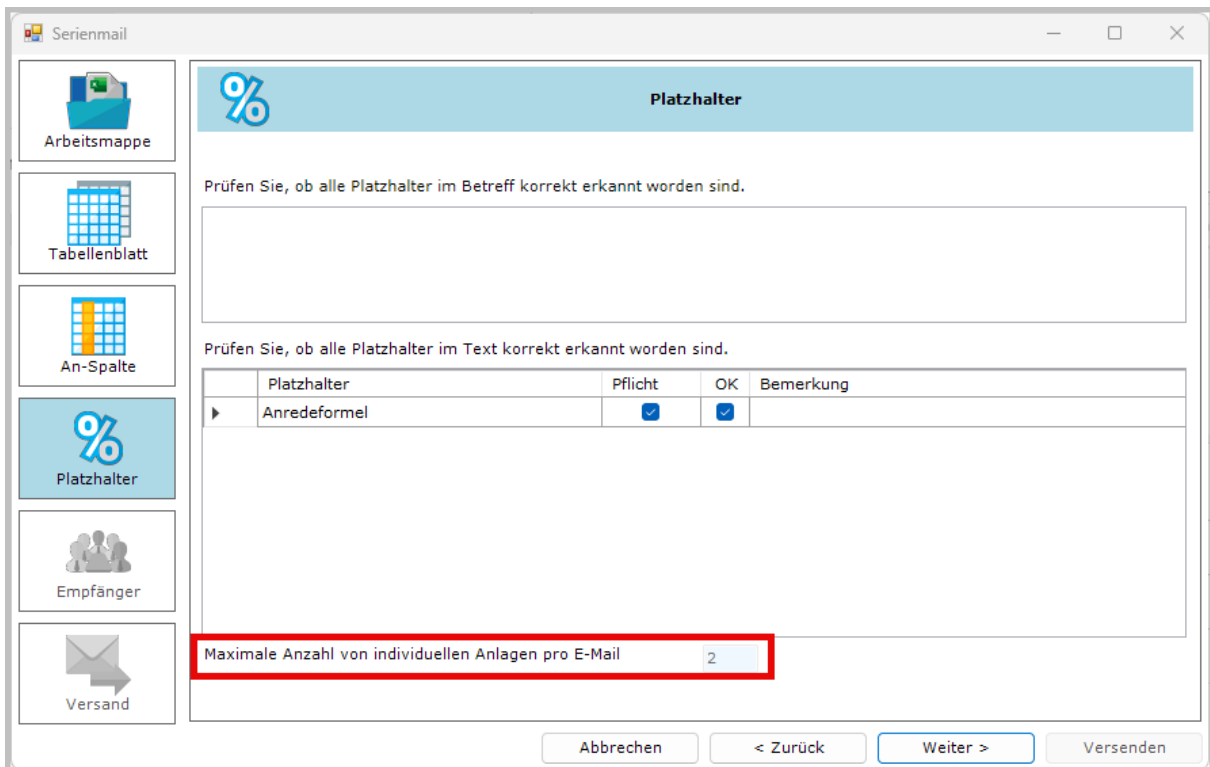 Serienmail
Arbeitsmappe
Tabellenblatt
An-Spalte
Platzhalter
Empfänger
Versand
Platzhalter
Prüfen Sie, ob alle Platzhalter im Betreff korrekt erkannt worden sind.
Prüfen Sie, ob alle Platzhalter im Text korrekt erkannt worden sind.
Platzhalter Pflicht OK Bemerkung
Anredeformel
Maximale Anzahl von individuellen Anlagen pro E-Mail 2
Abbrechen < Zurück Weiter > Versenden